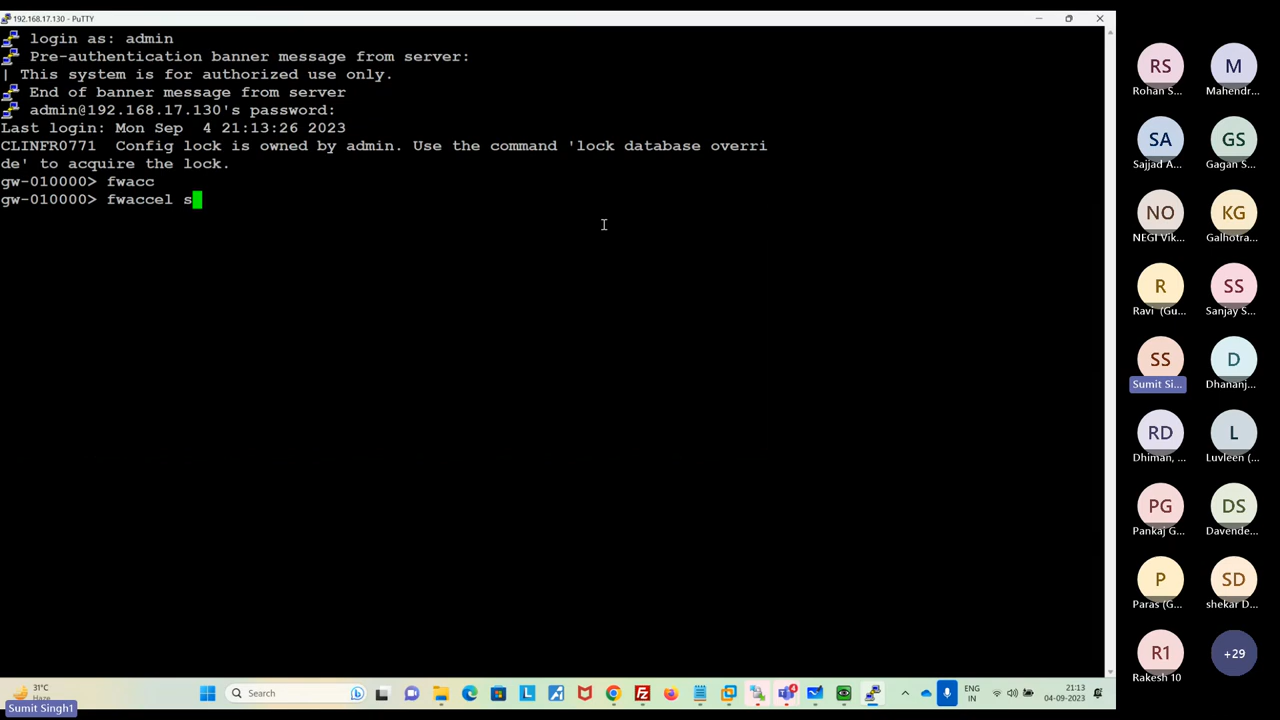 192.168.17.130 - PuTTY
login as: admin
Pre-authentication banner message from server:
| This system is for authorized use only.
End of banner message from server
admin@192.168.17.130's password:
Last login: Mon Sep  4 21:13:26 2023
CLINFR0771  Config lock is owned by admin. Use the command 'lock database overri
de' to acquire the lock.
gw-010000> fwacc
gw-010000> fwaccel s
RS
Rohan S...
M
Mahendr...
SA
Sajjad A...
GS
Gagan S...
NO
NEGI Vik...
KG
Galhotra...
R
Ravi (Gu...
SS
Sanjay S...
SS
Sumit Si...
D
Dhananj...
RD
Dhiman, ...
L
Luvleen (...
PG
Pankaj G...
DS
Davende...
P
Paras (G...
SD
shekar D...
R1
Rakesh 10
+29
31°C
Haze
Search
4
ENG
IN
21:13
04-09-2023
Sumit Singh1